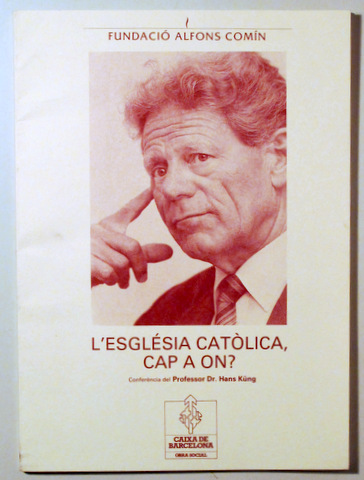 FUNDACIÓ ALFONS COMÍN
L'ESGLÉSIA CATÒLICA,
CAP A ON?
Conferència del Professor Dr. Hans Küng
CAIXA DE
BARCELONA
OBRA SOCIAL